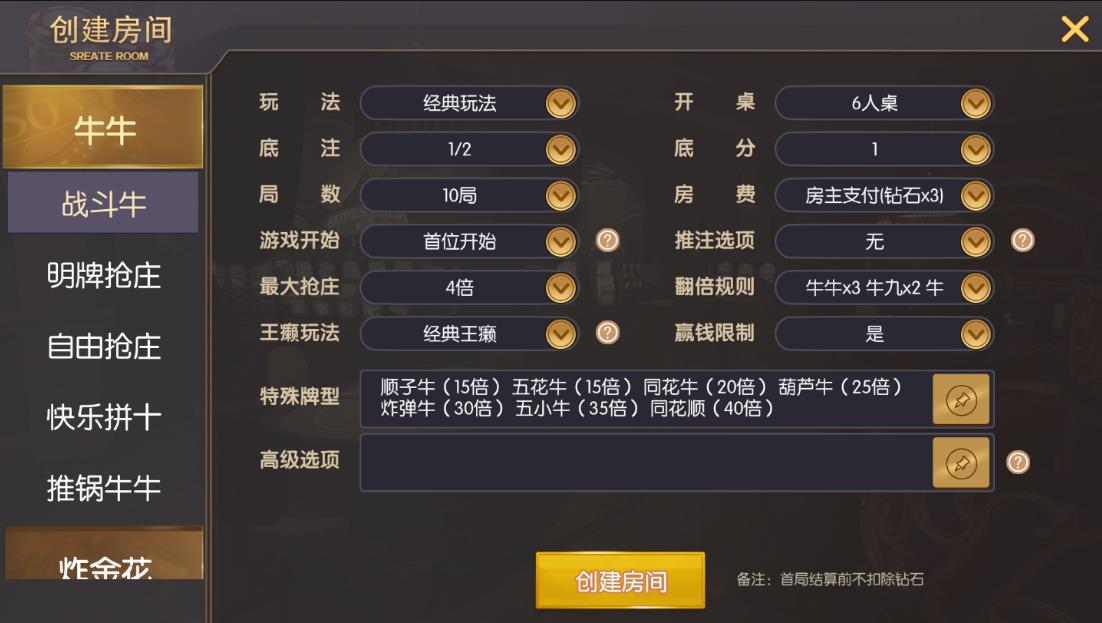 创建房间
SREATE ROOM
牛牛
战斗牛
明牌抢庄
自由抢庄
快乐拼十
推锅牛牛
炸金花
玩 法 经典玩法 开 桌 6人桌
底 注 1/2 底 分 1
局 数 10局 房 费 房主支付(钻石x3)
游戏开始 首位开始 ? 推注选项 无 ?
最大抢庄 4倍 翻倍规则 牛牛x3 牛九x2 牛
王癞玩法 经典王癞 ? 赢钱限制 是
特殊牌型 顺子牛（15倍）五花牛（15倍）同花牛（20倍）葫芦牛（25倍）
炸弹牛（30倍）五小牛（35倍）同花顺（40倍）
高级选项 ?
创建房间 备注：首局结算前不扣除钻石